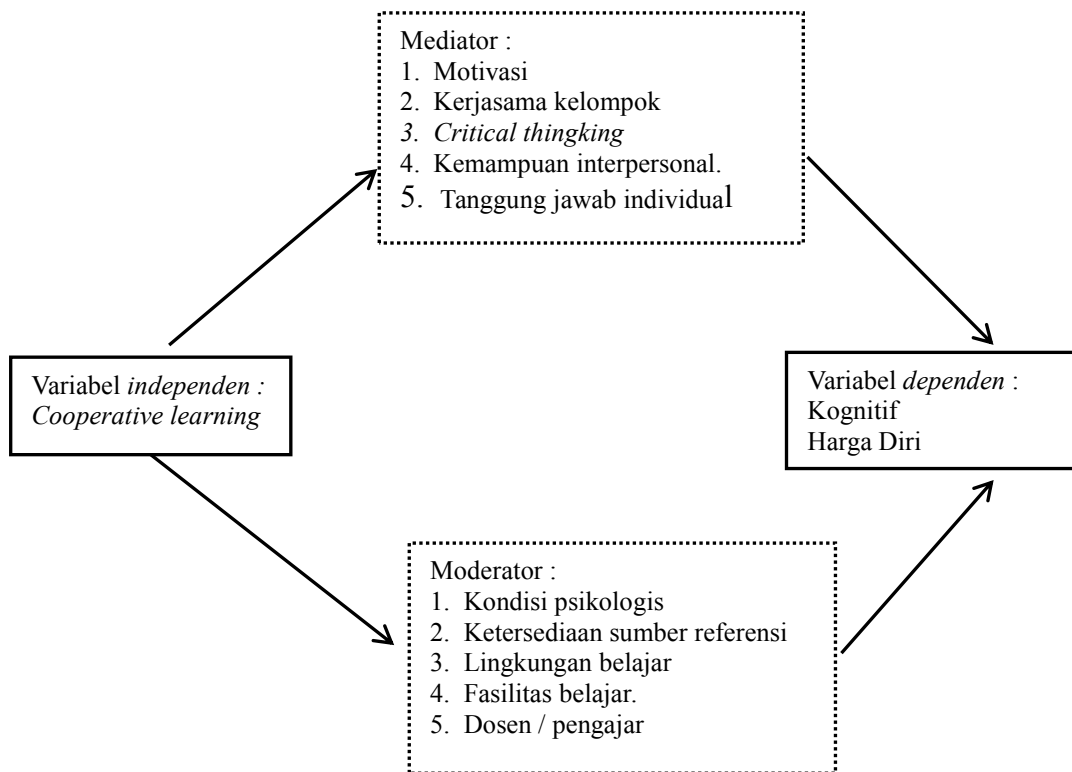 Mediator :
1. Motivasi
2. Kerjasama kelompok
3. Critical thingking
4. Kemampuan interpersonal.
5. Tanggung jawab individual
Variabel independen :
Cooperative learning
Variabel dependen :
Kognitif
Harga Diri
Moderator :
1. Kondisi psikologis
2. Ketersediaan sumber referensi
3. Lingkungan belajar
4. Fasilitas belajar.
5. Dosen / pengajar